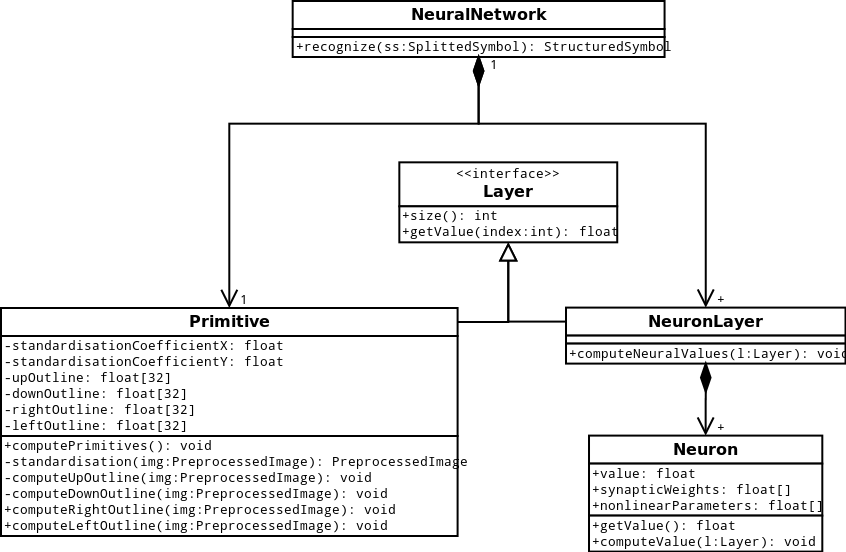 NeuralNetwork
+recognize(ss:SplittedSymbol): StructuredSymbol
1
<<interface>>
Layer
+size(): int
+getValue(index:int): float
1
+
Primitive
-standardisationCoefficientX: float
-standardisationCoefficientY: float
-upOutline: float[32]
-downOutline: float[32]
-rightOutline: float[32]
-leftOutline: float[32]
+computePrimitives(): void
-standardisation(img:PreprocessedImage): PreprocessedImage
-computeUpOutline(img:PreprocessedImage): void
-computeDownOutline(img:PreprocessedImage): void
+computeRightOutline(img:PreprocessedImage): void
+computeLeftOutline(img:PreprocessedImage): void
NeuronLayer
+computeNeuralValues(l:Layer): void
+
Neuron
+value: float
+synapticWeights: float[]
+nonlinearParameters: float[]
+getValue(): float
+computeValue(l:Layer): void